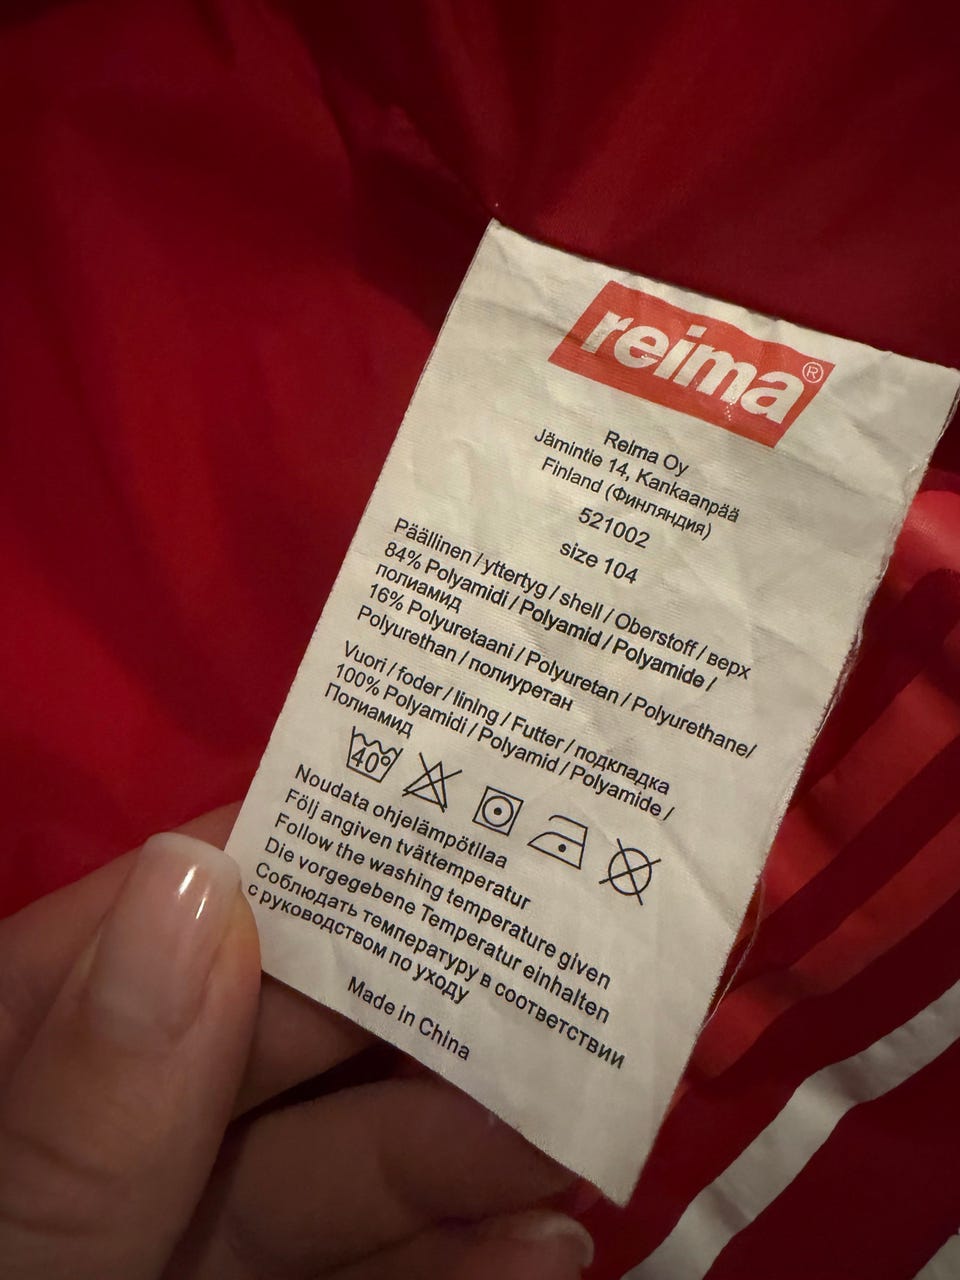 reima®
Reima Oy
Jämintie 14, Kankaanpää
Finland (Финляндия)
521002
size 104
Päällinen / yttertyg / shell / Oberstoff / верх
84% Polyamidi / Polyamid / Polyamide /
полиамид
16% Polyuretaani / Polyuretan / Polyurethane/
Polyurethan / полиуретан
Vuori / foder / lining / Futter / подкладка
100% Polyamidi / Polyamid / Polyamide /
Полиамид
40°
Noudata ohjelämpötilaa
Följ angiven tvättemperatur
Follow the washing temperature given
Die vorgegebene Temperatur einhalten
Соблюдать температуру в соответствии
с руководством по уходу
Made in China